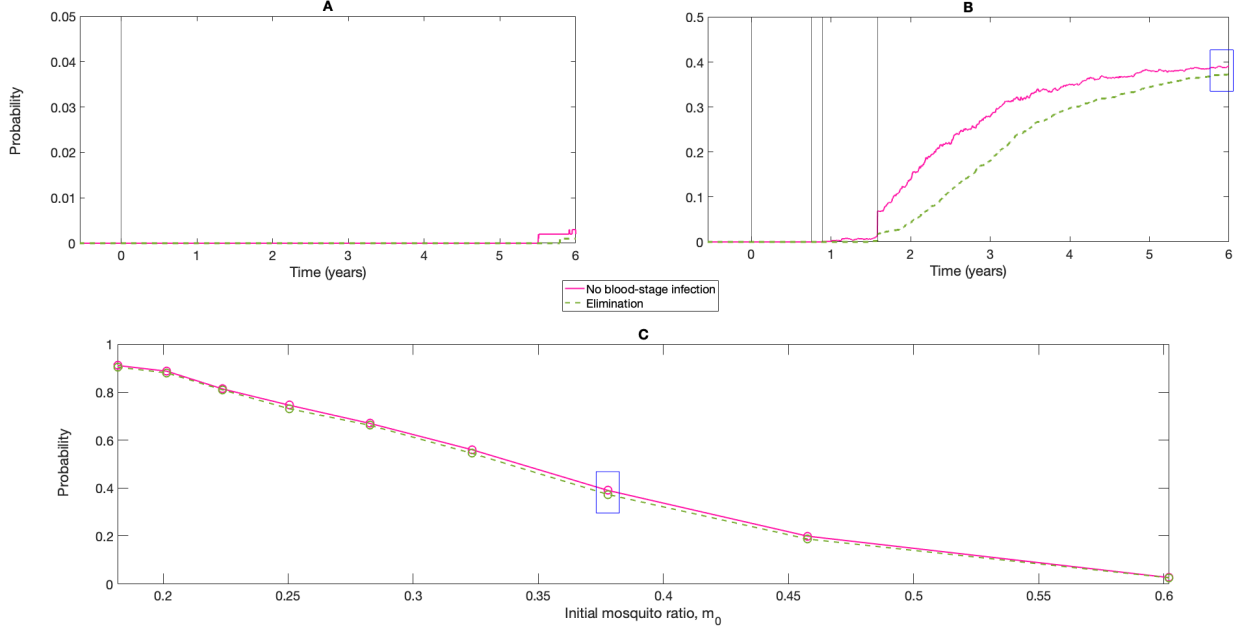 A
B
0.05
0.04
0.03
0.02
0.01
0
Probability
0 1 2 3 4 5 6
Time (years)
0.5
0.4
0.3
0.2
0.1
0
0 1 2 3 4 5 6
Time (years)
No blood-stage infection
Elimination
C
1
0.8
0.6
0.4
0.2
0
Probability
0.2 0.25 0.3 0.35 0.4 0.45 0.5 0.55 0.6
Initial mosquito ratio, m0